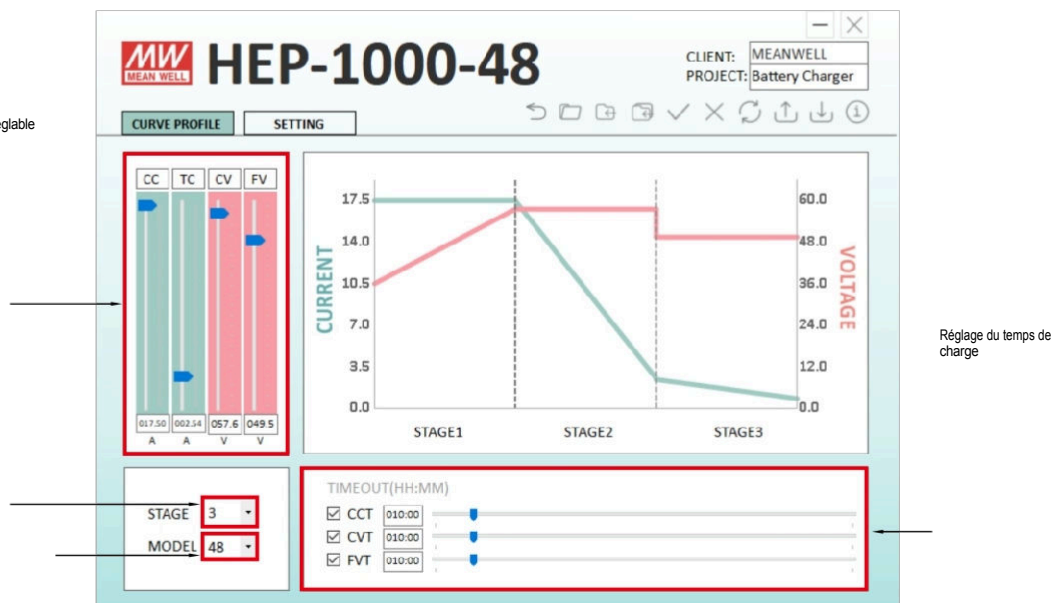 MW
MEAN WELL
HEP-1000-48
CLIENT: MEANWELL
PROJECT: Battery Charger
CURVE PROFILE SETTING
CC TC CV FV
017.50 002.54 057.6 049.5
A A V V
CURRENT
17.5
14.0
10.5
7.0
3.5
0.0
60.0
48.0
36.0
24.0
12.0
0.0
VOLTAGE
STAGE1 STAGE2 STAGE3
Réglage du temps de
charge
STAGE 3
MODEL 48
TIMEOUT(HH:MM)
CCT 010:00
CVT 010:00
FVT 010:00